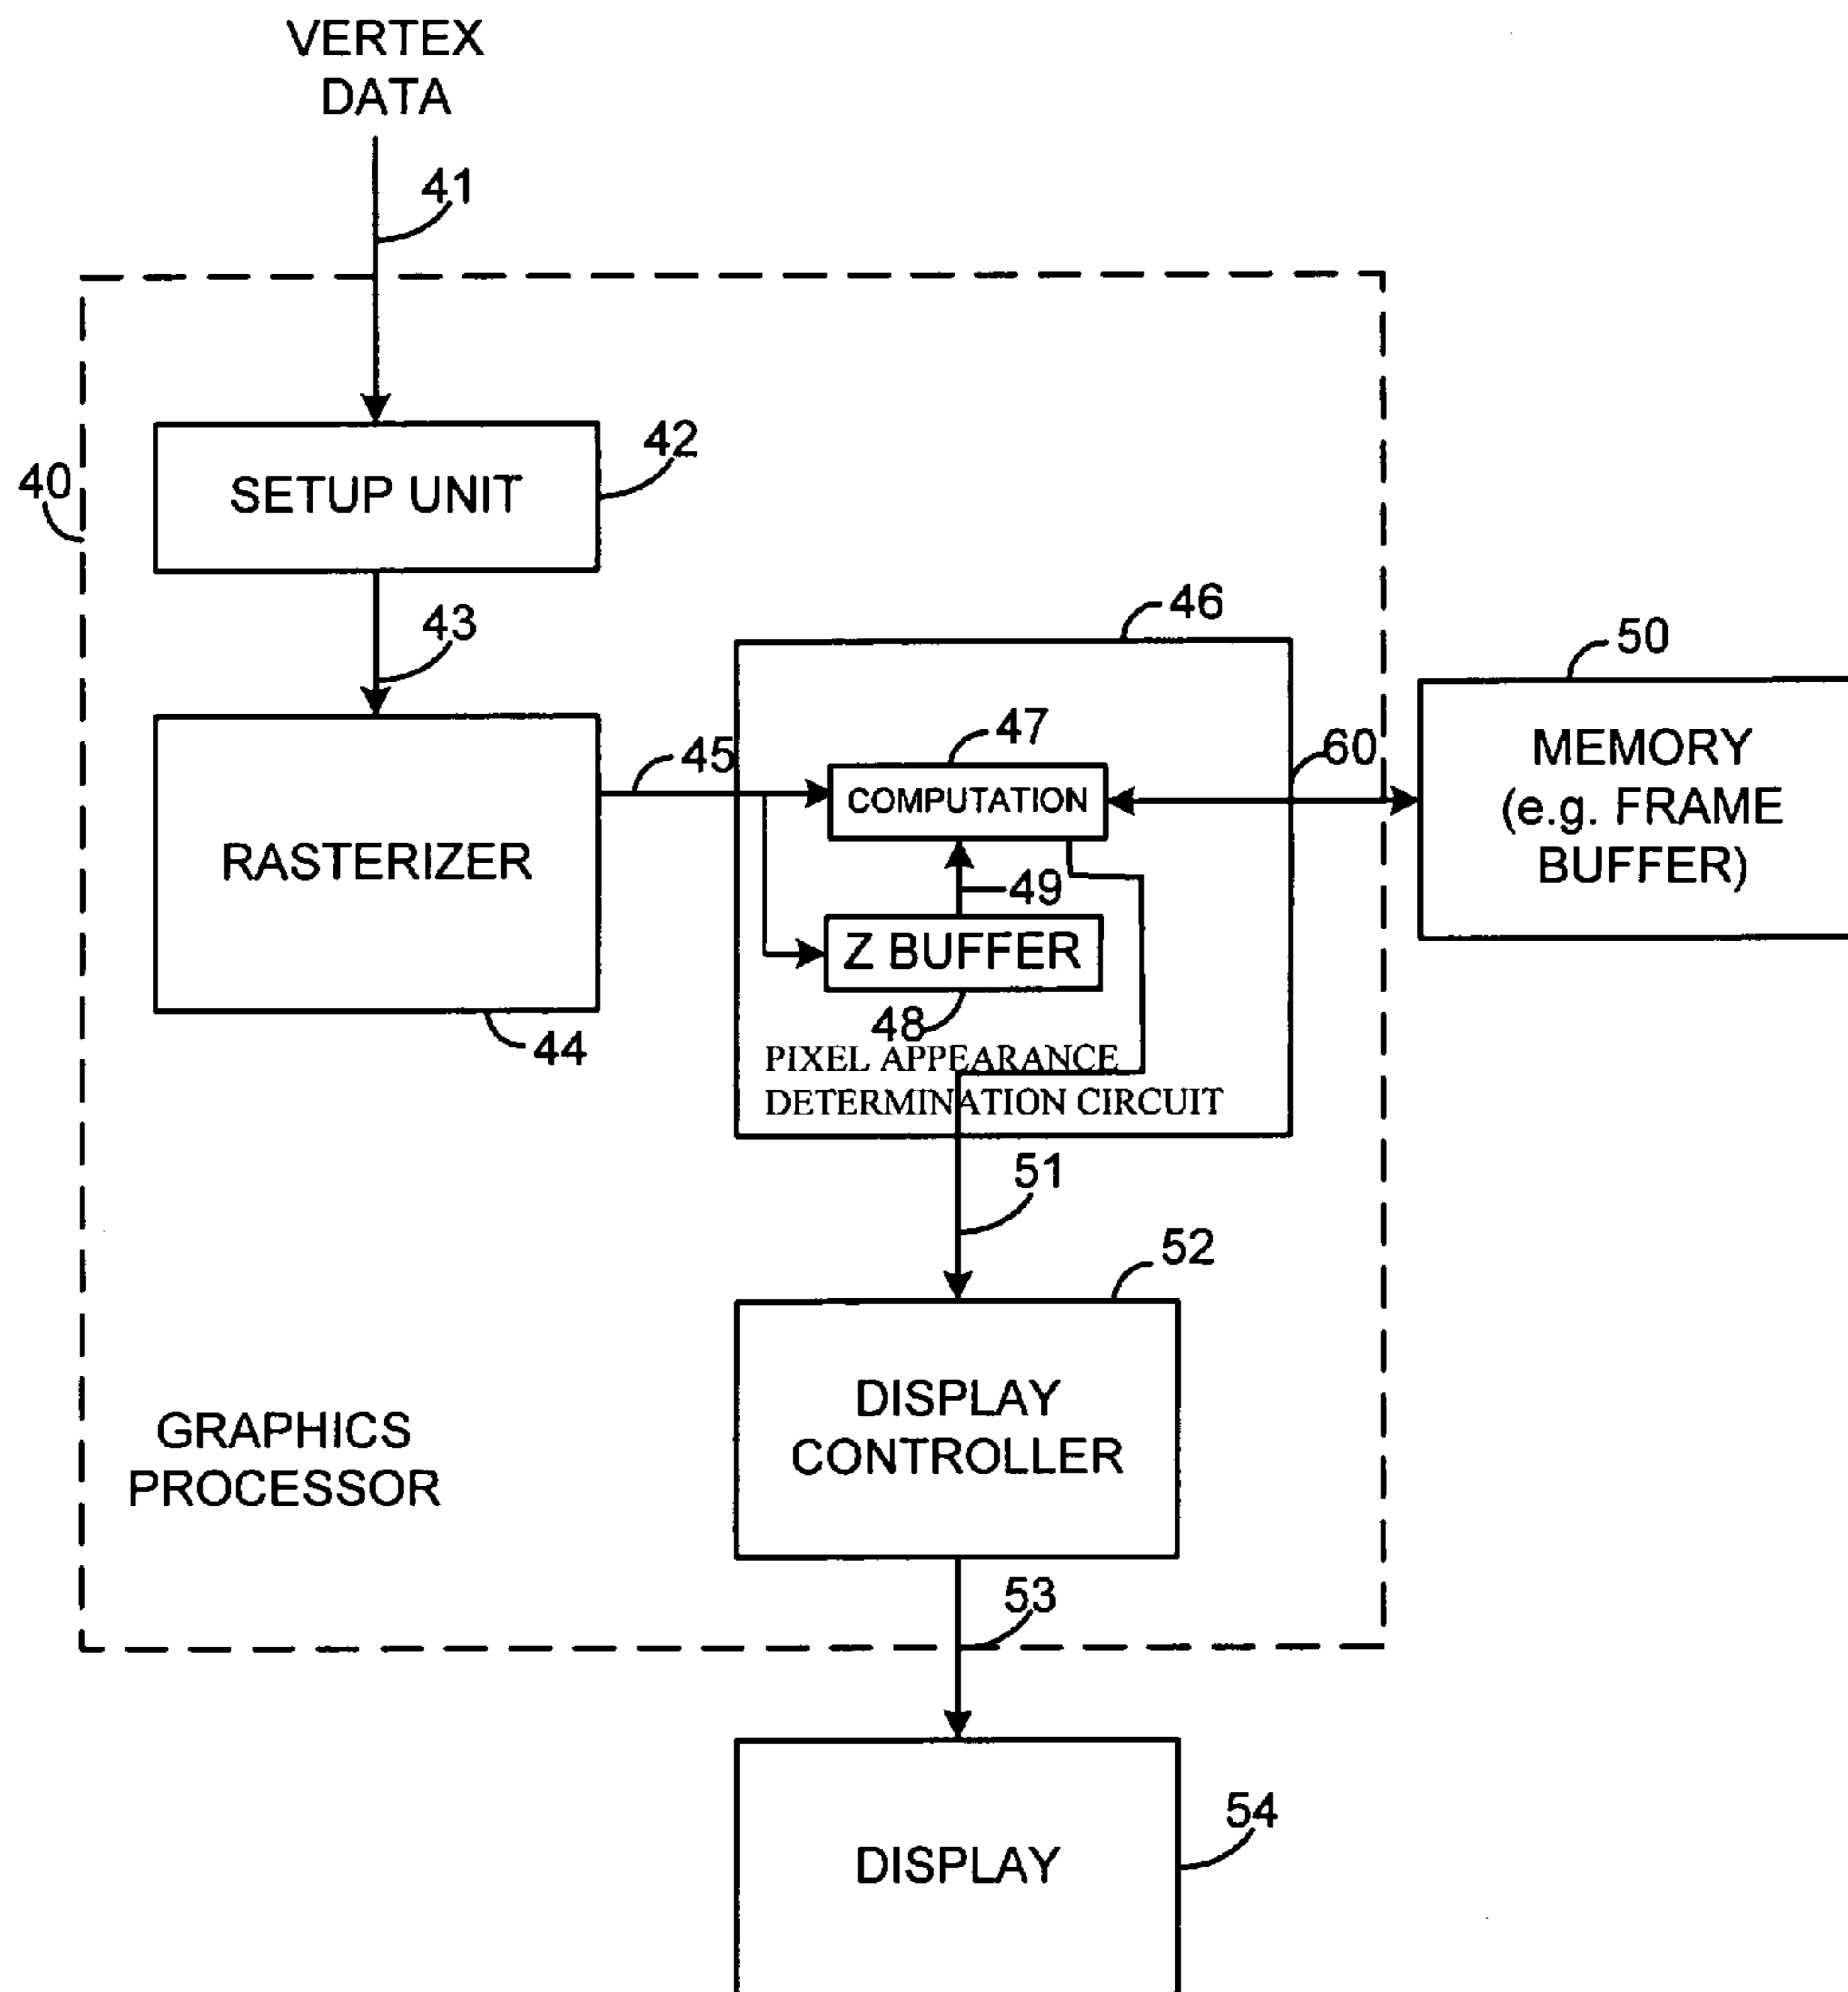 VERTEX
DATA
41
42
SETUP UNIT
40
43
46
50
47
45
60
MEMORY
(e.g. FRAME
BUFFER)
COMPUTATION
RASTERIZER
49
Z BUFFER
48
44
PIXEL APPEARANCE
DETERMINATION CIRCUIT
51
52
DISPLAY
CONTROLLER
GRAPHICS
PROCESSOR
53
54
DISPLAY